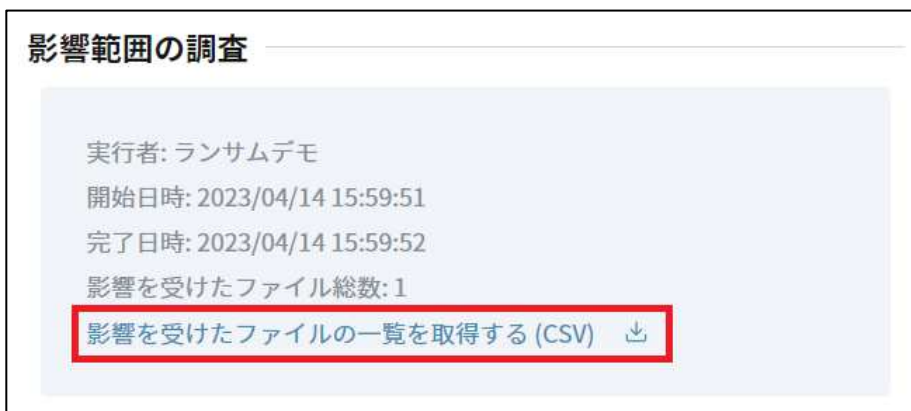 影響範囲の調査
実行者: ランサムデモ
開始日時: 2023/04/14 15:59:51
完了日時: 2023/04/14 15:59:52
影響を受けたファイル総数: 1
影響を受けたファイルの一覧を取得する (CSV)